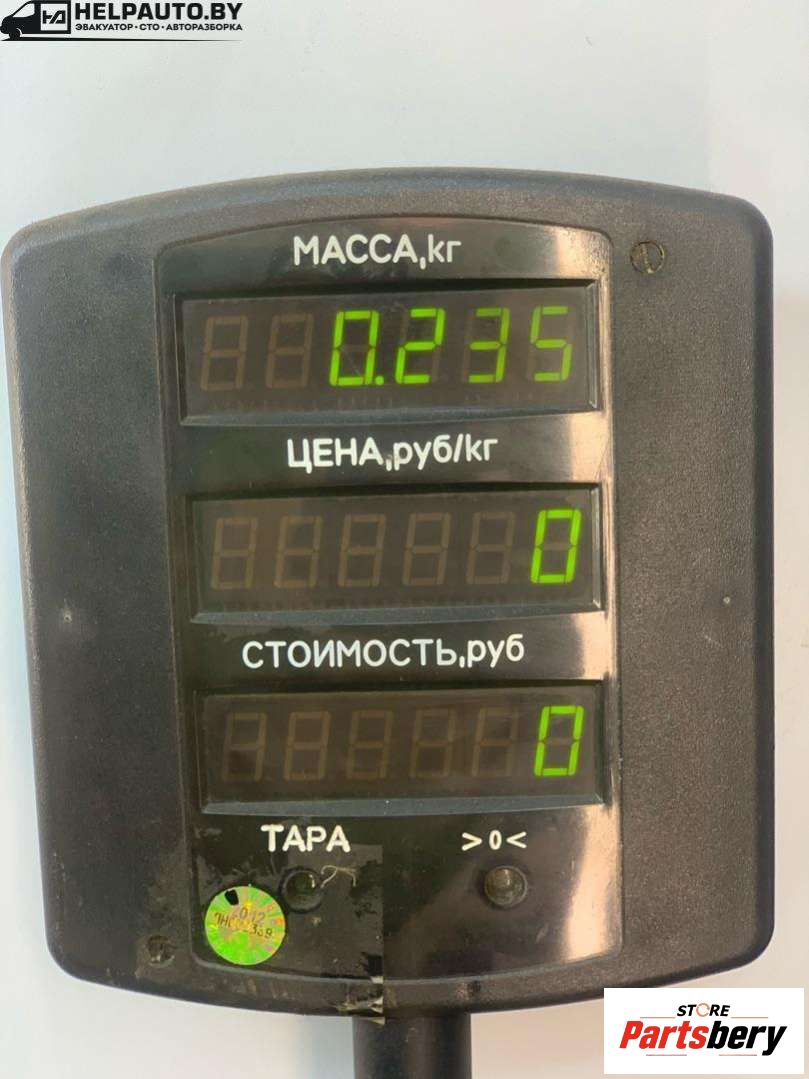 HELPAUTO.BY
ЭВАКУАТОР·СТО·АВТОРАЗБОРКА
МАССА,кг
0.235
ЦЕНА,руб/кг
0
СТОИМОСТЬ,руб
0
ТАРА >0<
2012
STORE
Partsbery